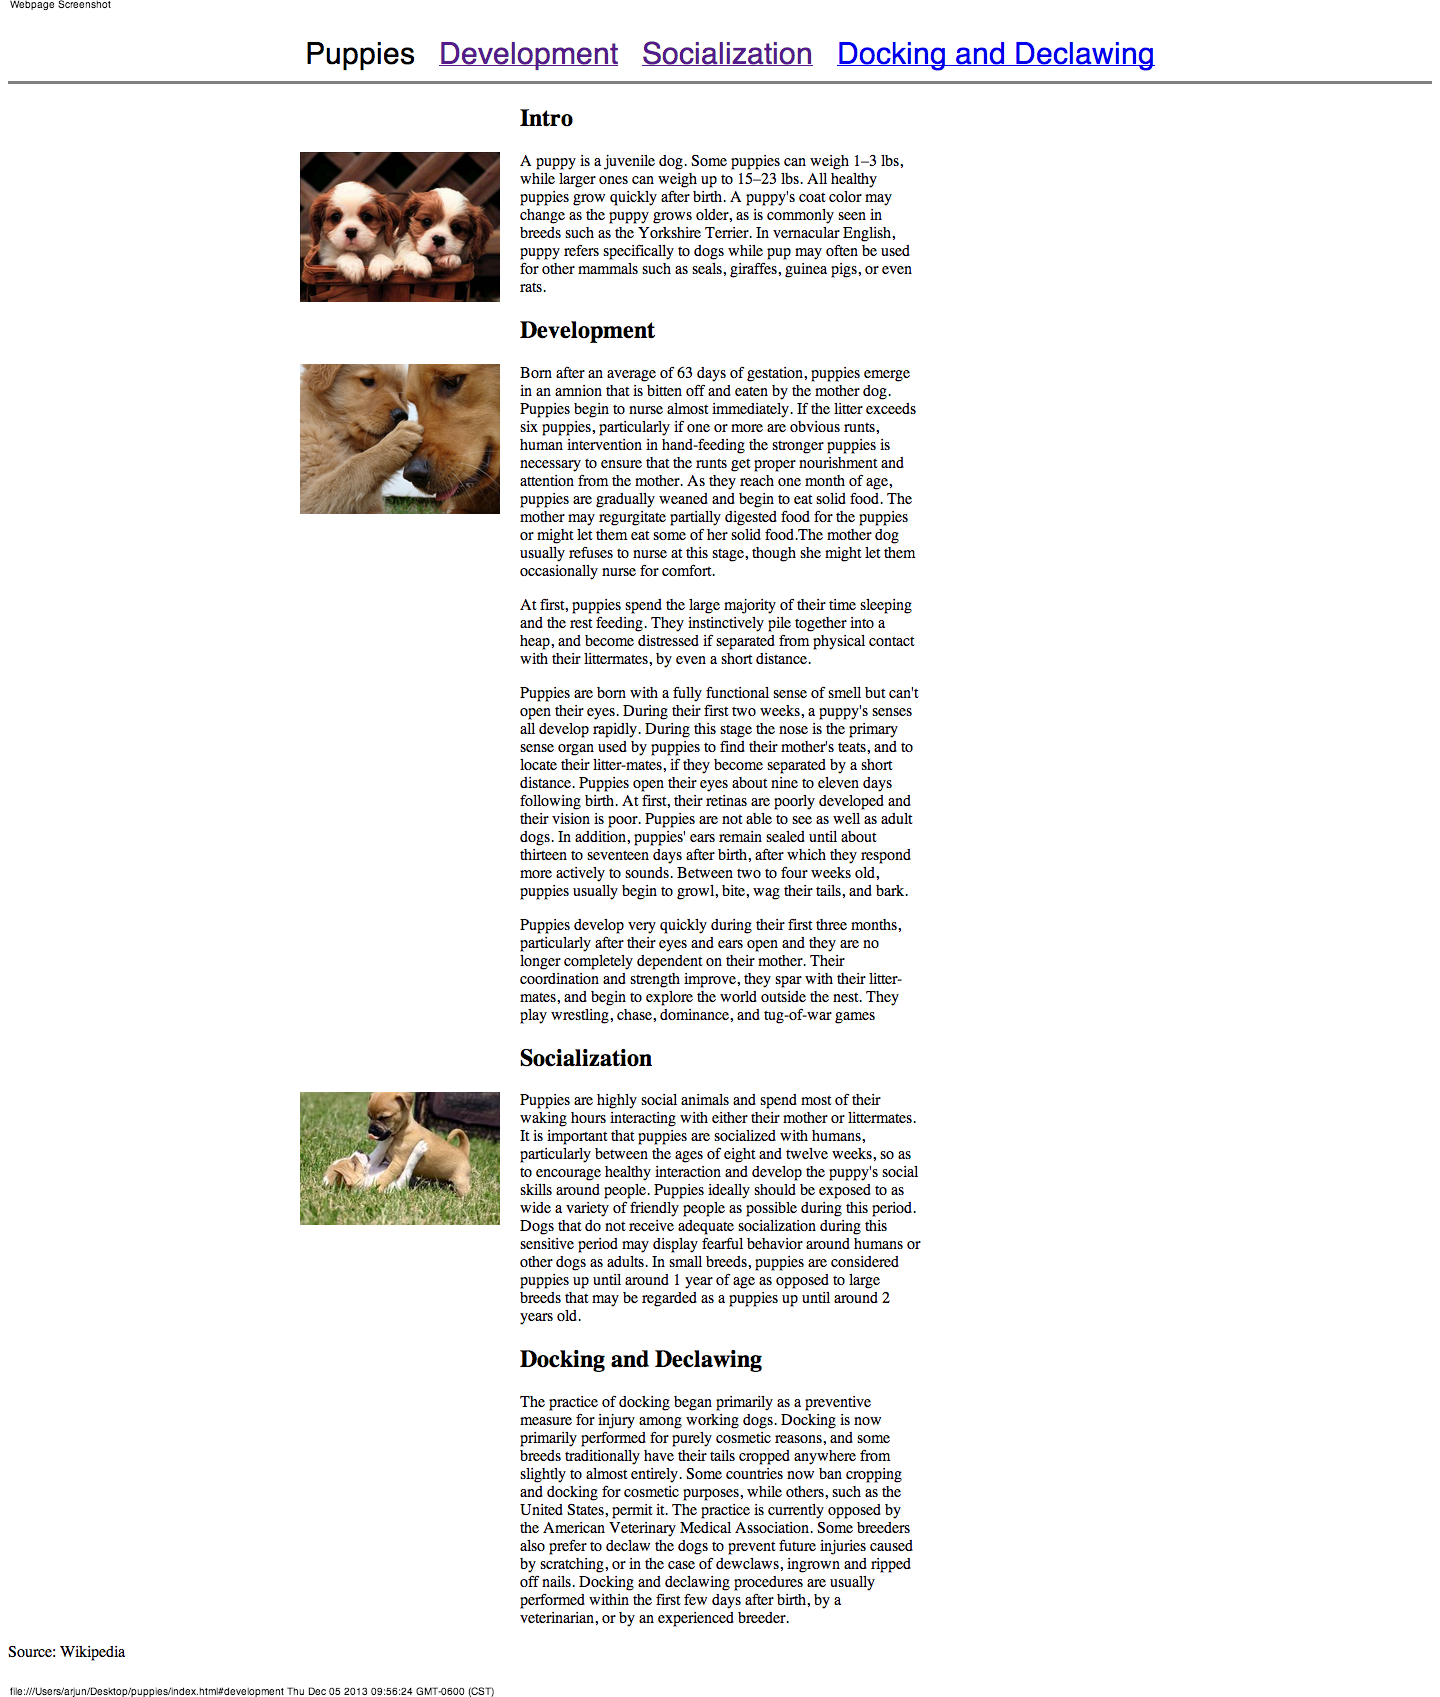 Webpage Screenshot
Puppies Development Socialization Docking and Declawing
Intro
A puppy is a juvenile dog. Some puppies can weigh 1–3 lbs,
while larger ones can weigh up to 15–23 lbs. All healthy
puppies grow quickly after birth. A puppy's coat color may
change as the puppy grows older, as is commonly seen in
breeds such as the Yorkshire Terrier. In vernacular English,
puppy refers specifically to dogs while pup may often be used
for other mammals such as seals, giraffes, guinea pigs, or even
rats.
Development
Born after an average of 63 days of gestation, puppies emerge
in an amnion that is bitten off and eaten by the mother dog.
Puppies begin to nurse almost immediately. If the litter exceeds
six puppies, particularly if one or more are obvious runts,
human intervention in hand-feeding the stronger puppies is
necessary to ensure that the runts get proper nourishment and
attention from the mother. As they reach one month of age,
puppies are gradually weaned and begin to eat solid food. The
mother may regurgitate partially digested food for the puppies
or might let them eat some of her solid food.The mother dog
usually refuses to nurse at this stage, though she might let them
occasionally nurse for comfort.
At first, puppies spend the large majority of their time sleeping
and the rest feeding. They instinctively pile together into a
heap, and become distressed if separated from physical contact
with their littermates, by even a short distance.
Puppies are born with a fully functional sense of smell but can't
open their eyes. During their first two weeks, a puppy's senses
all develop rapidly. During this stage the nose is the primary
sense organ used by puppies to find their mother's teats, and to
locate their litter-mates, if they become separated by a short
distance. Puppies open their eyes about nine to eleven days
following birth. At first, their retinas are poorly developed and
their vision is poor. Puppies are not able to see as well as adult
dogs. In addition, puppies' ears remain sealed until about
thirteen to seventeen days after birth, after which they respond
more actively to sounds. Between two to four weeks old,
puppies usually begin to growl, bite, wag their tails, and bark.
Puppies develop very quickly during their first three months,
particularly after their eyes and ears open and they are no
longer completely dependent on their mother. Their
coordination and strength improve, they spar with their litter-
mates, and begin to explore the world outside the nest. They
play wrestling, chase, dominance, and tug-of-war games
Socialization
Puppies are highly social animals and spend most of their
waking hours interacting with either their mother or littermates.
It is important that puppies are socialized with humans,
particularly between the ages of eight and twelve weeks, so as
to encourage healthy interaction and develop the puppy's social
skills around people. Puppies ideally should be exposed to as
wide a variety of friendly people as possible during this period.
Dogs that do not receive adequate socialization during this
sensitive period may display fearful behavior around humans or
other dogs as adults. In small breeds, puppies are considered
puppies up until around 1 year of age as opposed to large
breeds that may be regarded as a puppies up until around 2
years old.
Docking and Declawing
The practice of docking began primarily as a preventive
measure for injury among working dogs. Docking is now
primarily performed for purely cosmetic reasons, and some
breeds traditionally have their tails cropped anywhere from
slightly to almost entirely. Some countries now ban cropping
and docking for cosmetic purposes, while others, such as the
United States, permit it. The practice is currently opposed by
the American Veterinary Medical Association. Some breeders
also prefer to declaw the dogs to prevent future injuries caused
by scratching, or in the case of dewclaws, ingrown and ripped
off nails. Docking and declawing procedures are usually
performed within the first few days after birth, by a
veterinarian, or by an experienced breeder.
Source: Wikipedia
file:///Users/arjun/Desktop/puppies/index.html#development Thu Dec 05 2013 09:56:24 GMT-0600 (CST)